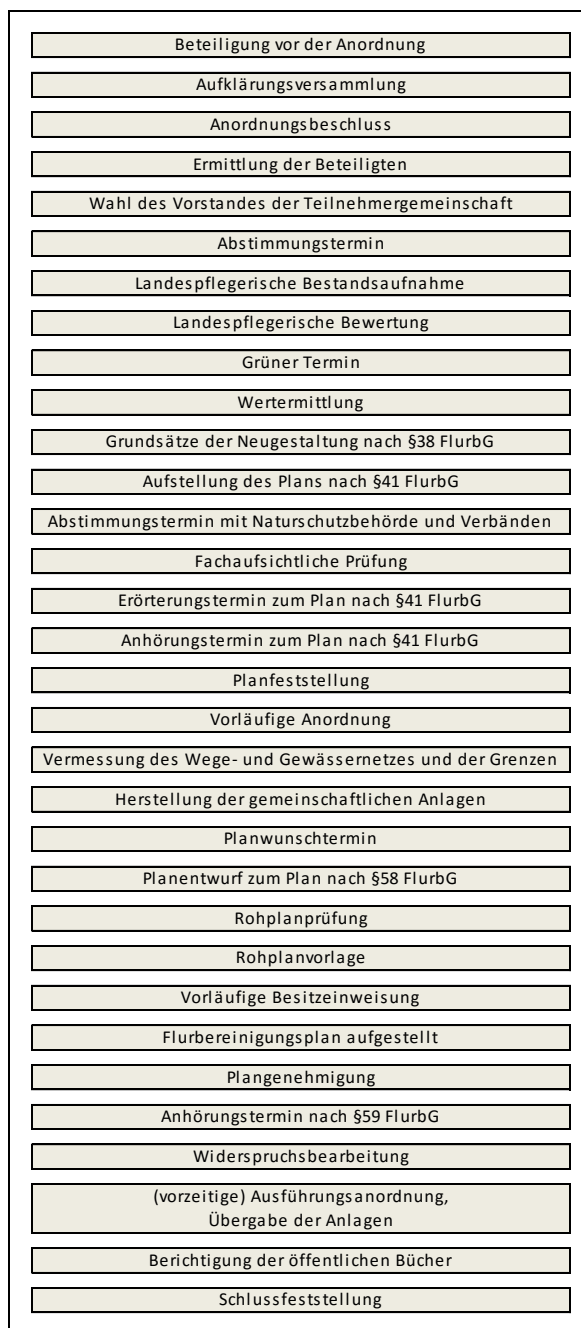 Beteiligung vor der Anordnung
Aufklärungsversammlung
Anordnungsbeschluss
Ermittlung der Beteiligten
Wahl des Vorstandes der Teilnehmergemeinschaft
Abstimmungstermin
Landespflegerische Bestandsaufnahme
Landespflegerische Bewertung
Grüner Termin
Wertermittlung
Grundsätze der Neugestaltung nach §38 FlurbG
Aufstellung des Plans nach §41 FlurbG
Abstimmungstermin mit Naturschutzbehörde und Verbänden
Fachaufsichtliche Prüfung
Erörterungstermin zum Plan nach §41 FlurbG
Anhörungstermin zum Plan nach §41 FlurbG
Planfeststellung
Vorläufige Anordnung
Vermessung des Wege- und Gewässernetzes und der Grenzen
Herstellung der gemeinschaftlichen Anlagen
Planwunschtermin
Planentwurf zum Plan nach §58 FlurbG
Rohplanprüfung
Rohplanvorlage
Vorläufige Besitzeinweisung
Flurbereinigungsplan aufgestellt
Plangenehmigung
Anhörungstermin nach §59 FlurbG
Widerspruchsbearbeitung
(vorzeitige) Ausführungsanordnung,
Übergabe der Anlagen
Berichtigung der öffentlichen Bücher
Schlussfeststellung